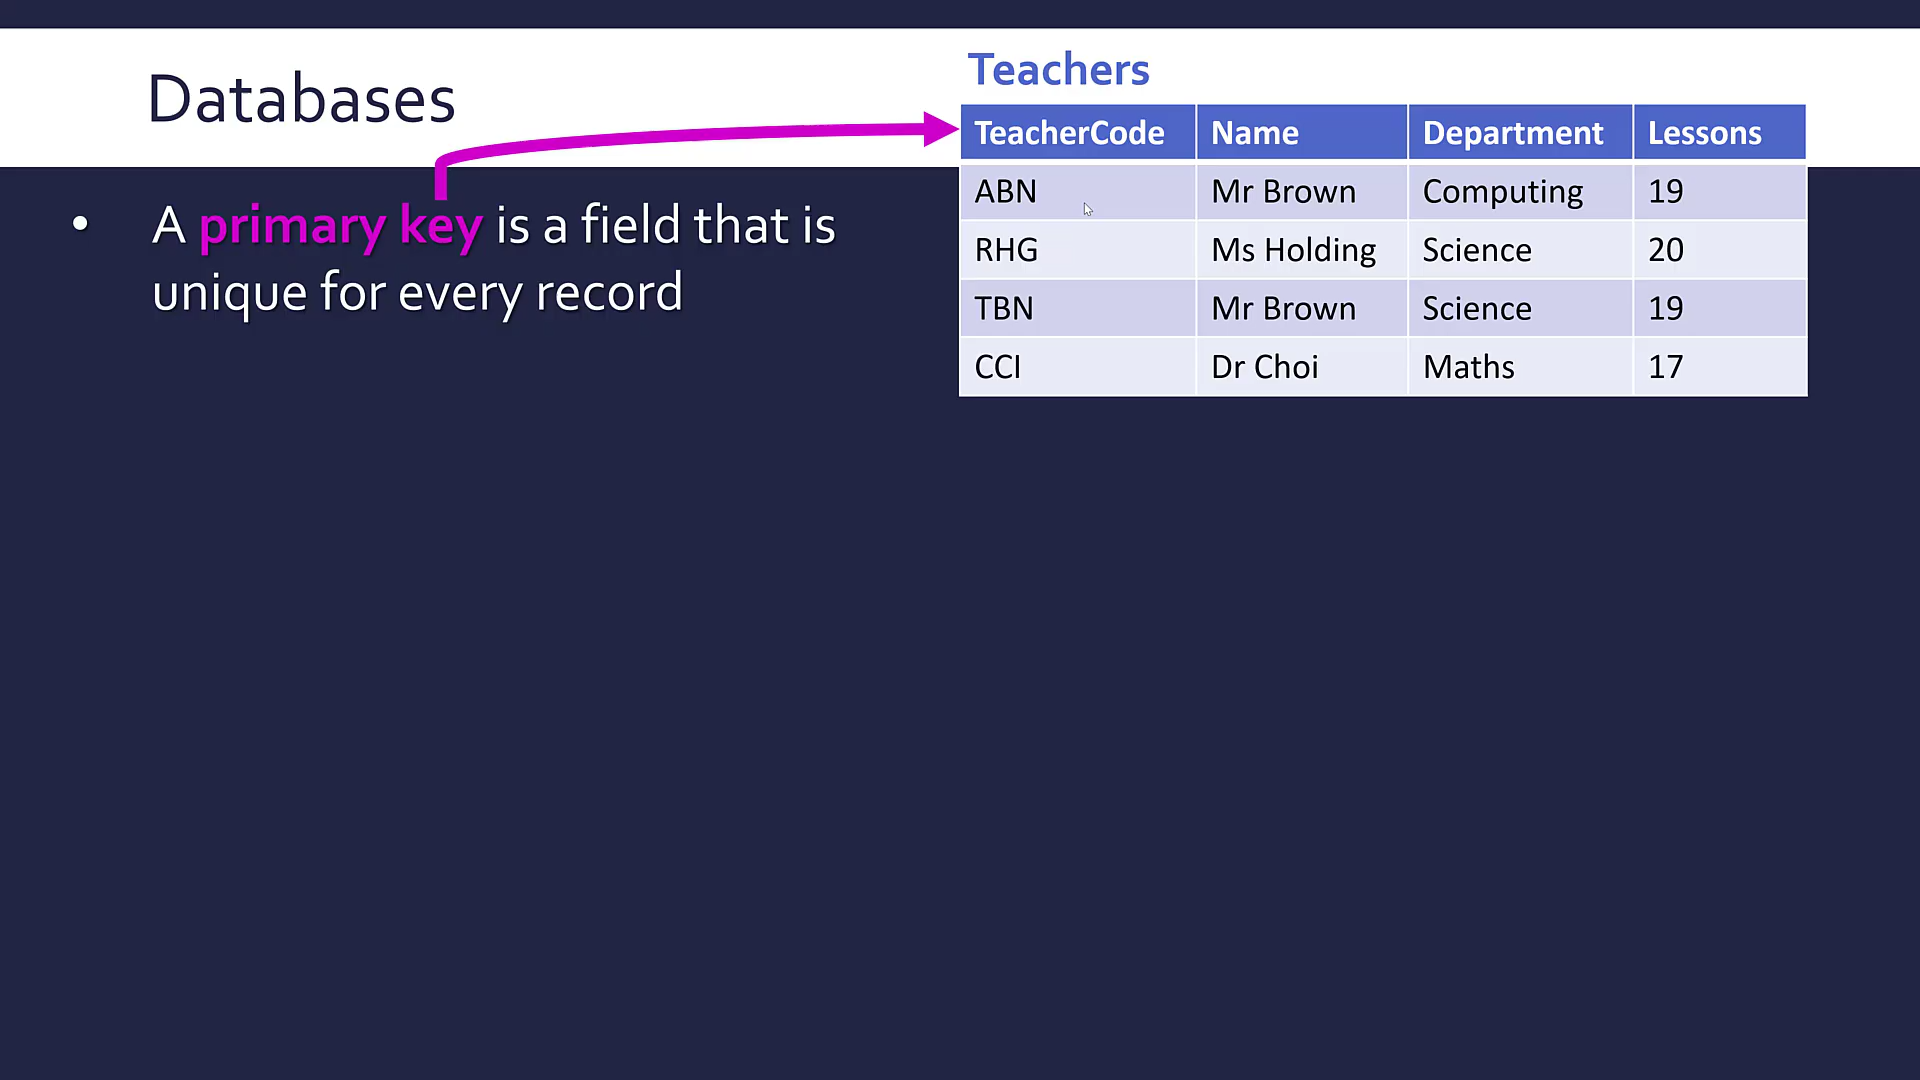 Databases
• A primary key is a field that is
unique for every record
Teachers
TeacherCode Name Department Lessons
ABN Mr Brown Computing 19
RHG Ms Holding Science 20
TBN Mr Brown Science 19
CCI Dr Choi Maths 17